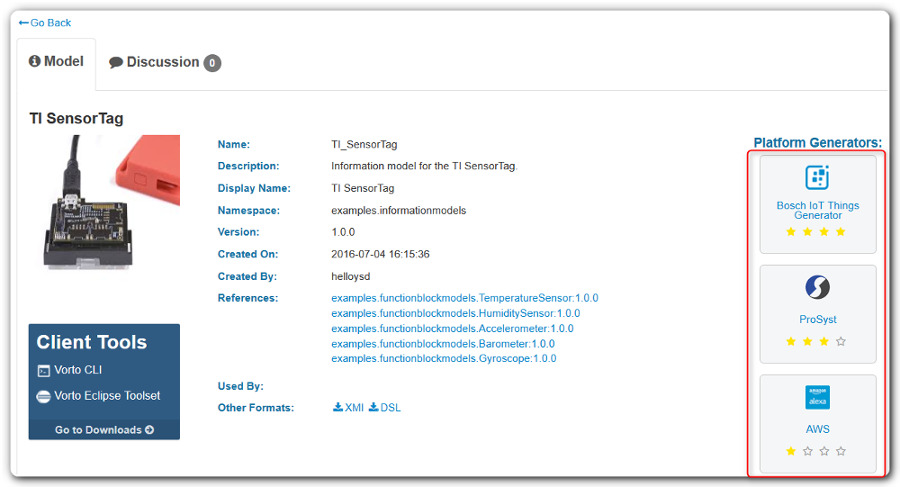 Go Back
Model
Discussion 0
TI SensorTag
Name: TI_SensorTag
Description: Information model for the TI SensorTag.
Display Name: TI SensorTag
Namespace: examples.informationmodels
Version: 1.0.0
Created On: 2016-07-04 16:15:36
Created By: helloysd
References: examples.functionblockmodels.TemperatureSensor:1.0.0
examples.functionblockmodels.HumiditySensor:1.0.0
examples.functionblockmodels.Accelerometer:1.0.0
examples.functionblockmodels.Barometer:1.0.0
examples.functionblockmodels.Gyroscope:1.0.0
Used By:
Other Formats: XMI DSL
Client Tools
Vorto CLI
Vorto Eclipse Toolset
Go to Downloads
Platform Generators:
Bosch IoT Things
Generator
ProSyst
amazon
alexa
AWS